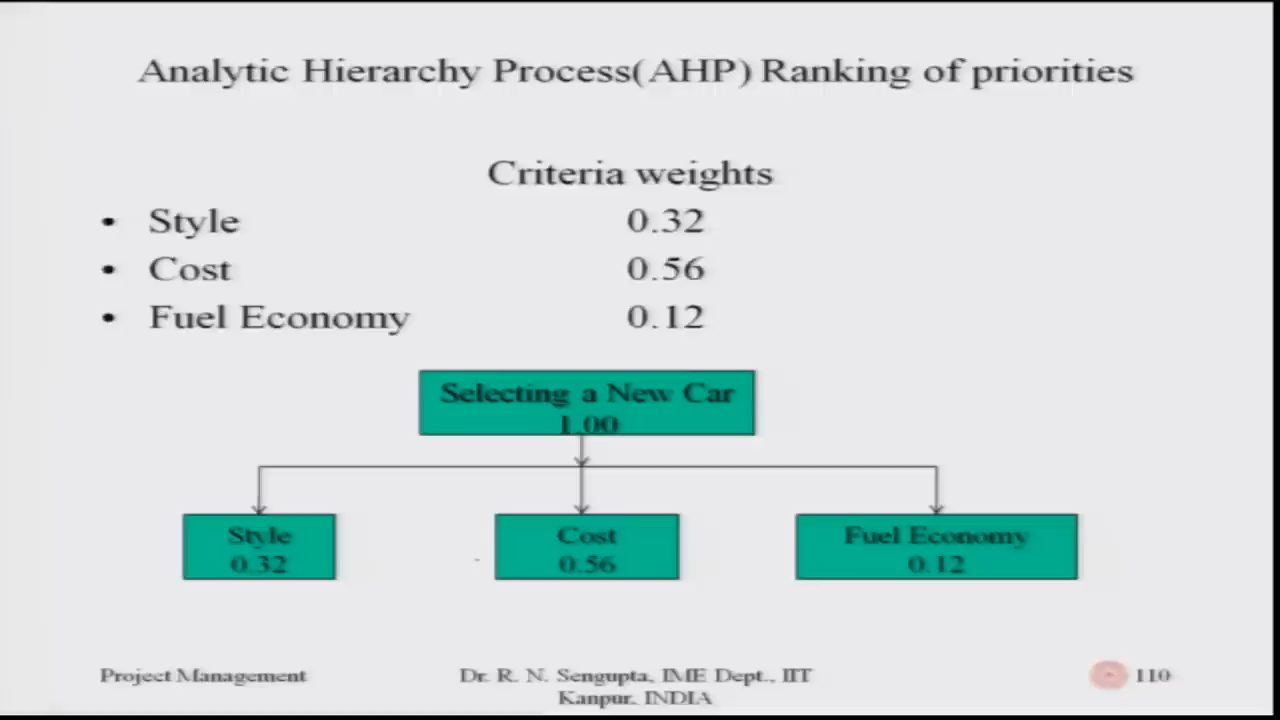 Analytic Hierarchy Process(AHP) Ranking of priorities
Criteria weights
• Style 0.32
• Cost 0.56
• Fuel Economy 0.12
Selecting a New Car
1.00
Style
0.32
Cost
0.56
Fuel Economy
0.12
Project Management
Dr. R. N. Sengupta, IME Dept., IIT
Kanpur, INDIA
110